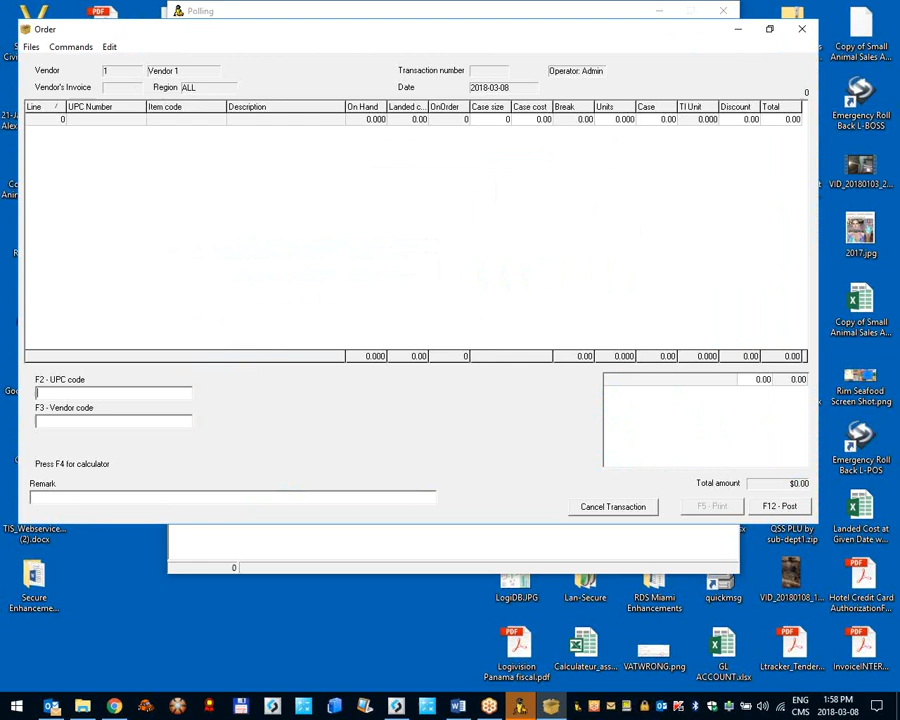 Polling
Order
Files Commands Edit
Vendor 1 Vendor 1 Transaction number Operator: Admin
Vendor's Invoice Region ALL Date 2018-03-08
0
Line / UPC Number Item code Description On Hand Landed c... OnOrder Case size Case cost Break Units Case TI Unit Discount Total
0 0.000 0.00 0 0 0.00 0.00 0.000 0.00 0.000 0.00 0.00
0.000 0.00 0 0.00 0.000 0.00 0.000 0.00 0.00
F2 - UPC code
0.00 0.00
F3 - Vendor code
Press F4 for calculator
Remark
Total amount $0.00
Cancel Transaction F5 - Print F12 - Post
0
Copy of Small Animal Sales A...
Emergency Roll Back L-BOSS
VID_20180103_2...
2017.jpg
Copy of Small Animal Sales A...
Rim Seafood Screen Shot.png
Emergency Roll Back L-POS
TIS_Webservice... (2).docx
QSS PLU by sub-dept1.zip
Landed Cost at Given Date w...
Secure Enhanceme...
LogiDB.JPG
Lan-Secure
RDS Miami Enhancements
quickmsg
VID_20180108_1...
Hotel Credit Card AuthorizationF...
Logivision Panama fiscal.pdf
Calculateur_ass...
VATWRONG.png
GL ACCOUNT.xlsx
Ltracker_Tender...
InvoiceINTER...
ENG 1:58 PM
CMS 2018-03-08